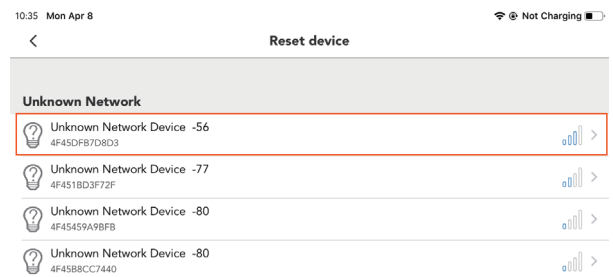 10:35 Mon Apr 8 Not Charging
Reset device
Unknown Network
Unknown Network Device -56
4F45DFB7D8D3
Unknown Network Device -77
4F451BD3F72F
Unknown Network Device -80
4F45459A9BFB
Unknown Network Device -80
4F45B8CC7440